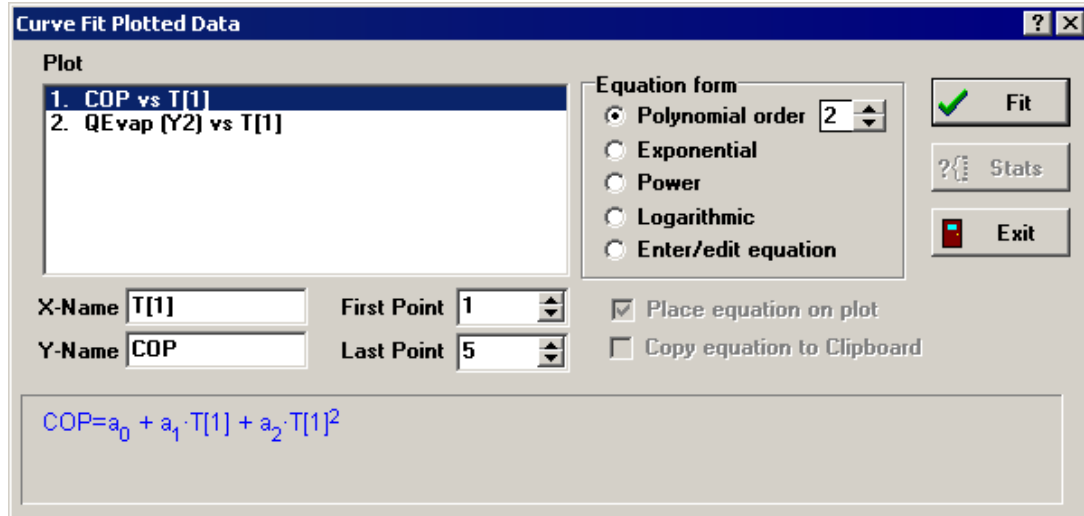 Curve Fit Plotted Data
Plot
1. COP vs T[1]
2. QEvap (Y2) vs T[1]
Equation form
Polynomial order 2
Exponential
Power
Logarithmic
Enter/edit equation
Fit
?{ Stats
Exit
X-Name T[1]
First Point 1
Place equation on plot
Y-Name COP
Last Point 5
Copy equation to Clipboard
COP=a₀ + a₁·T[1] + a₂·T[1]²